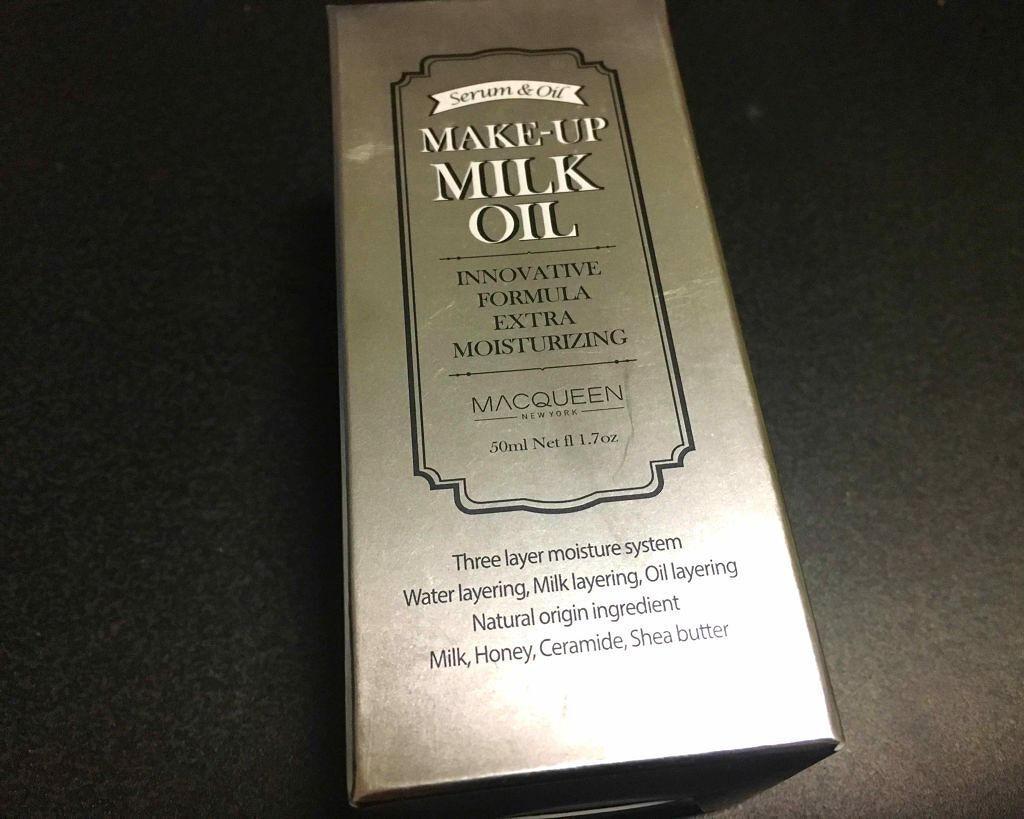 Serum & Oil
MAKE-UP
MILK
OIL
INNOVATIVE
FORMULA
EXTRA
MOISTURIZING
MACQUEEN
NEW YORK
50ml Net fl 1.7oz
Three layer moisture system
Water layering, Milk layering, Oil layering
Natural origin ingredient
Milk, Honey, Ceramide, Shea butter